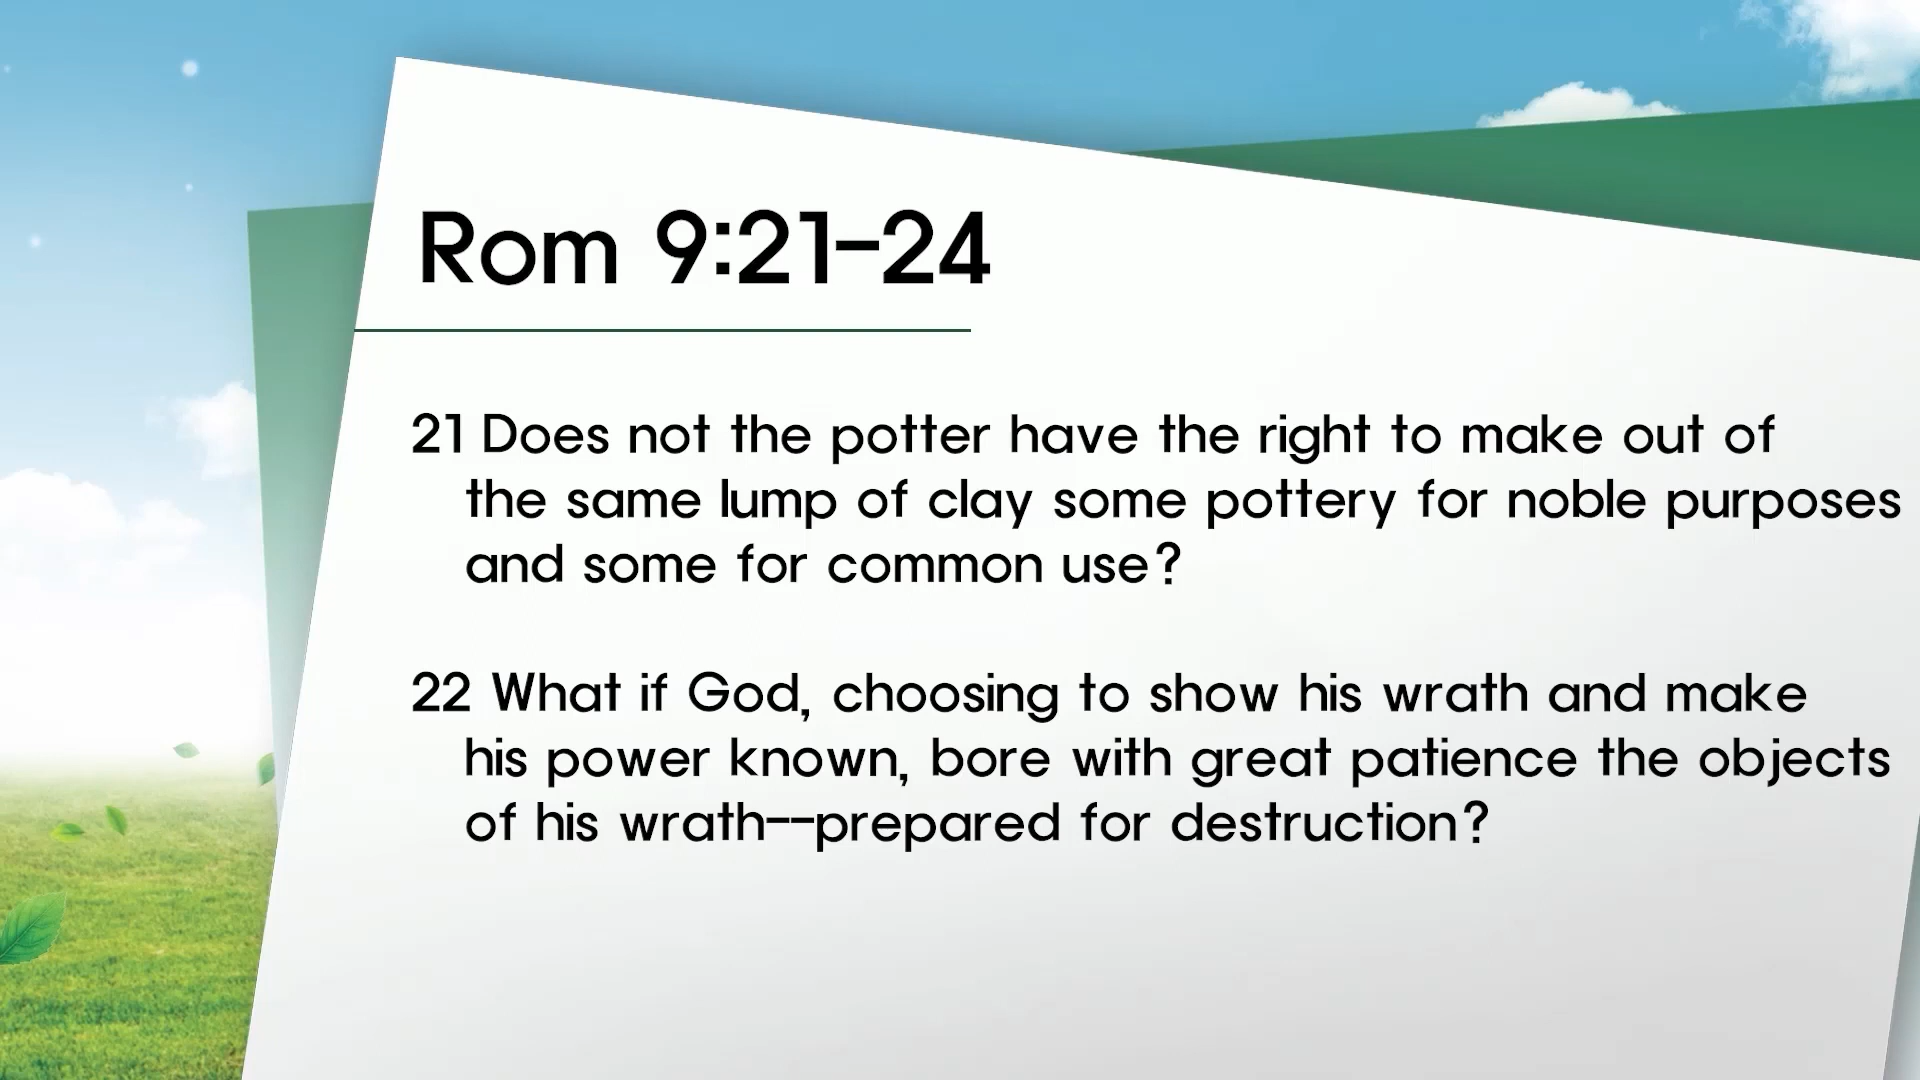 Rom 9:21-24
21 Does not the potter have the right to make out of
the same lump of clay some pottery for noble purposes
and some for common use?
22 What if God, choosing to show his wrath and make
his power known, bore with great patience the objects
of his wrath--prepared for destruction?